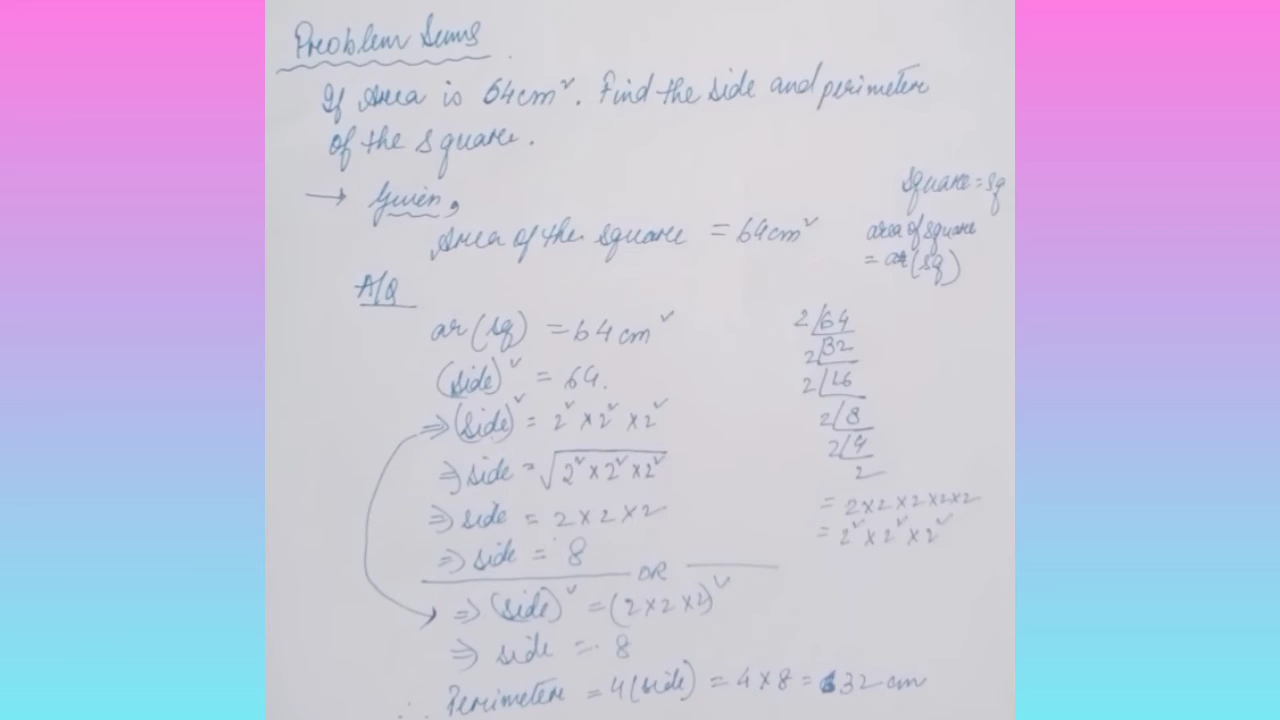 Problem Sums
If Area is 64cm². Find the side and perimeter
of the square.
→ Given,
Area of the square = 64cm²
square = sq
area of square
= ar (sq)
A/Q
ar (sq) = 64 cm²
(side)² = 64.
⇒ (side)² = 2² × 2² × 2²
⇒ side = √2² × 2² × 2²
⇒ side = 2 × 2 × 2
⇒ side = 8
OR
⇒ (side)² = (2 × 2 × 2)²
⇒ side = 8
∴ Perimeter = 4 (side) = 4 × 8 = 32 cm
2/64
2/32
2/16
2/8
2/4
2
= 2×2×2×2×2
= 2² × 2² × 2²